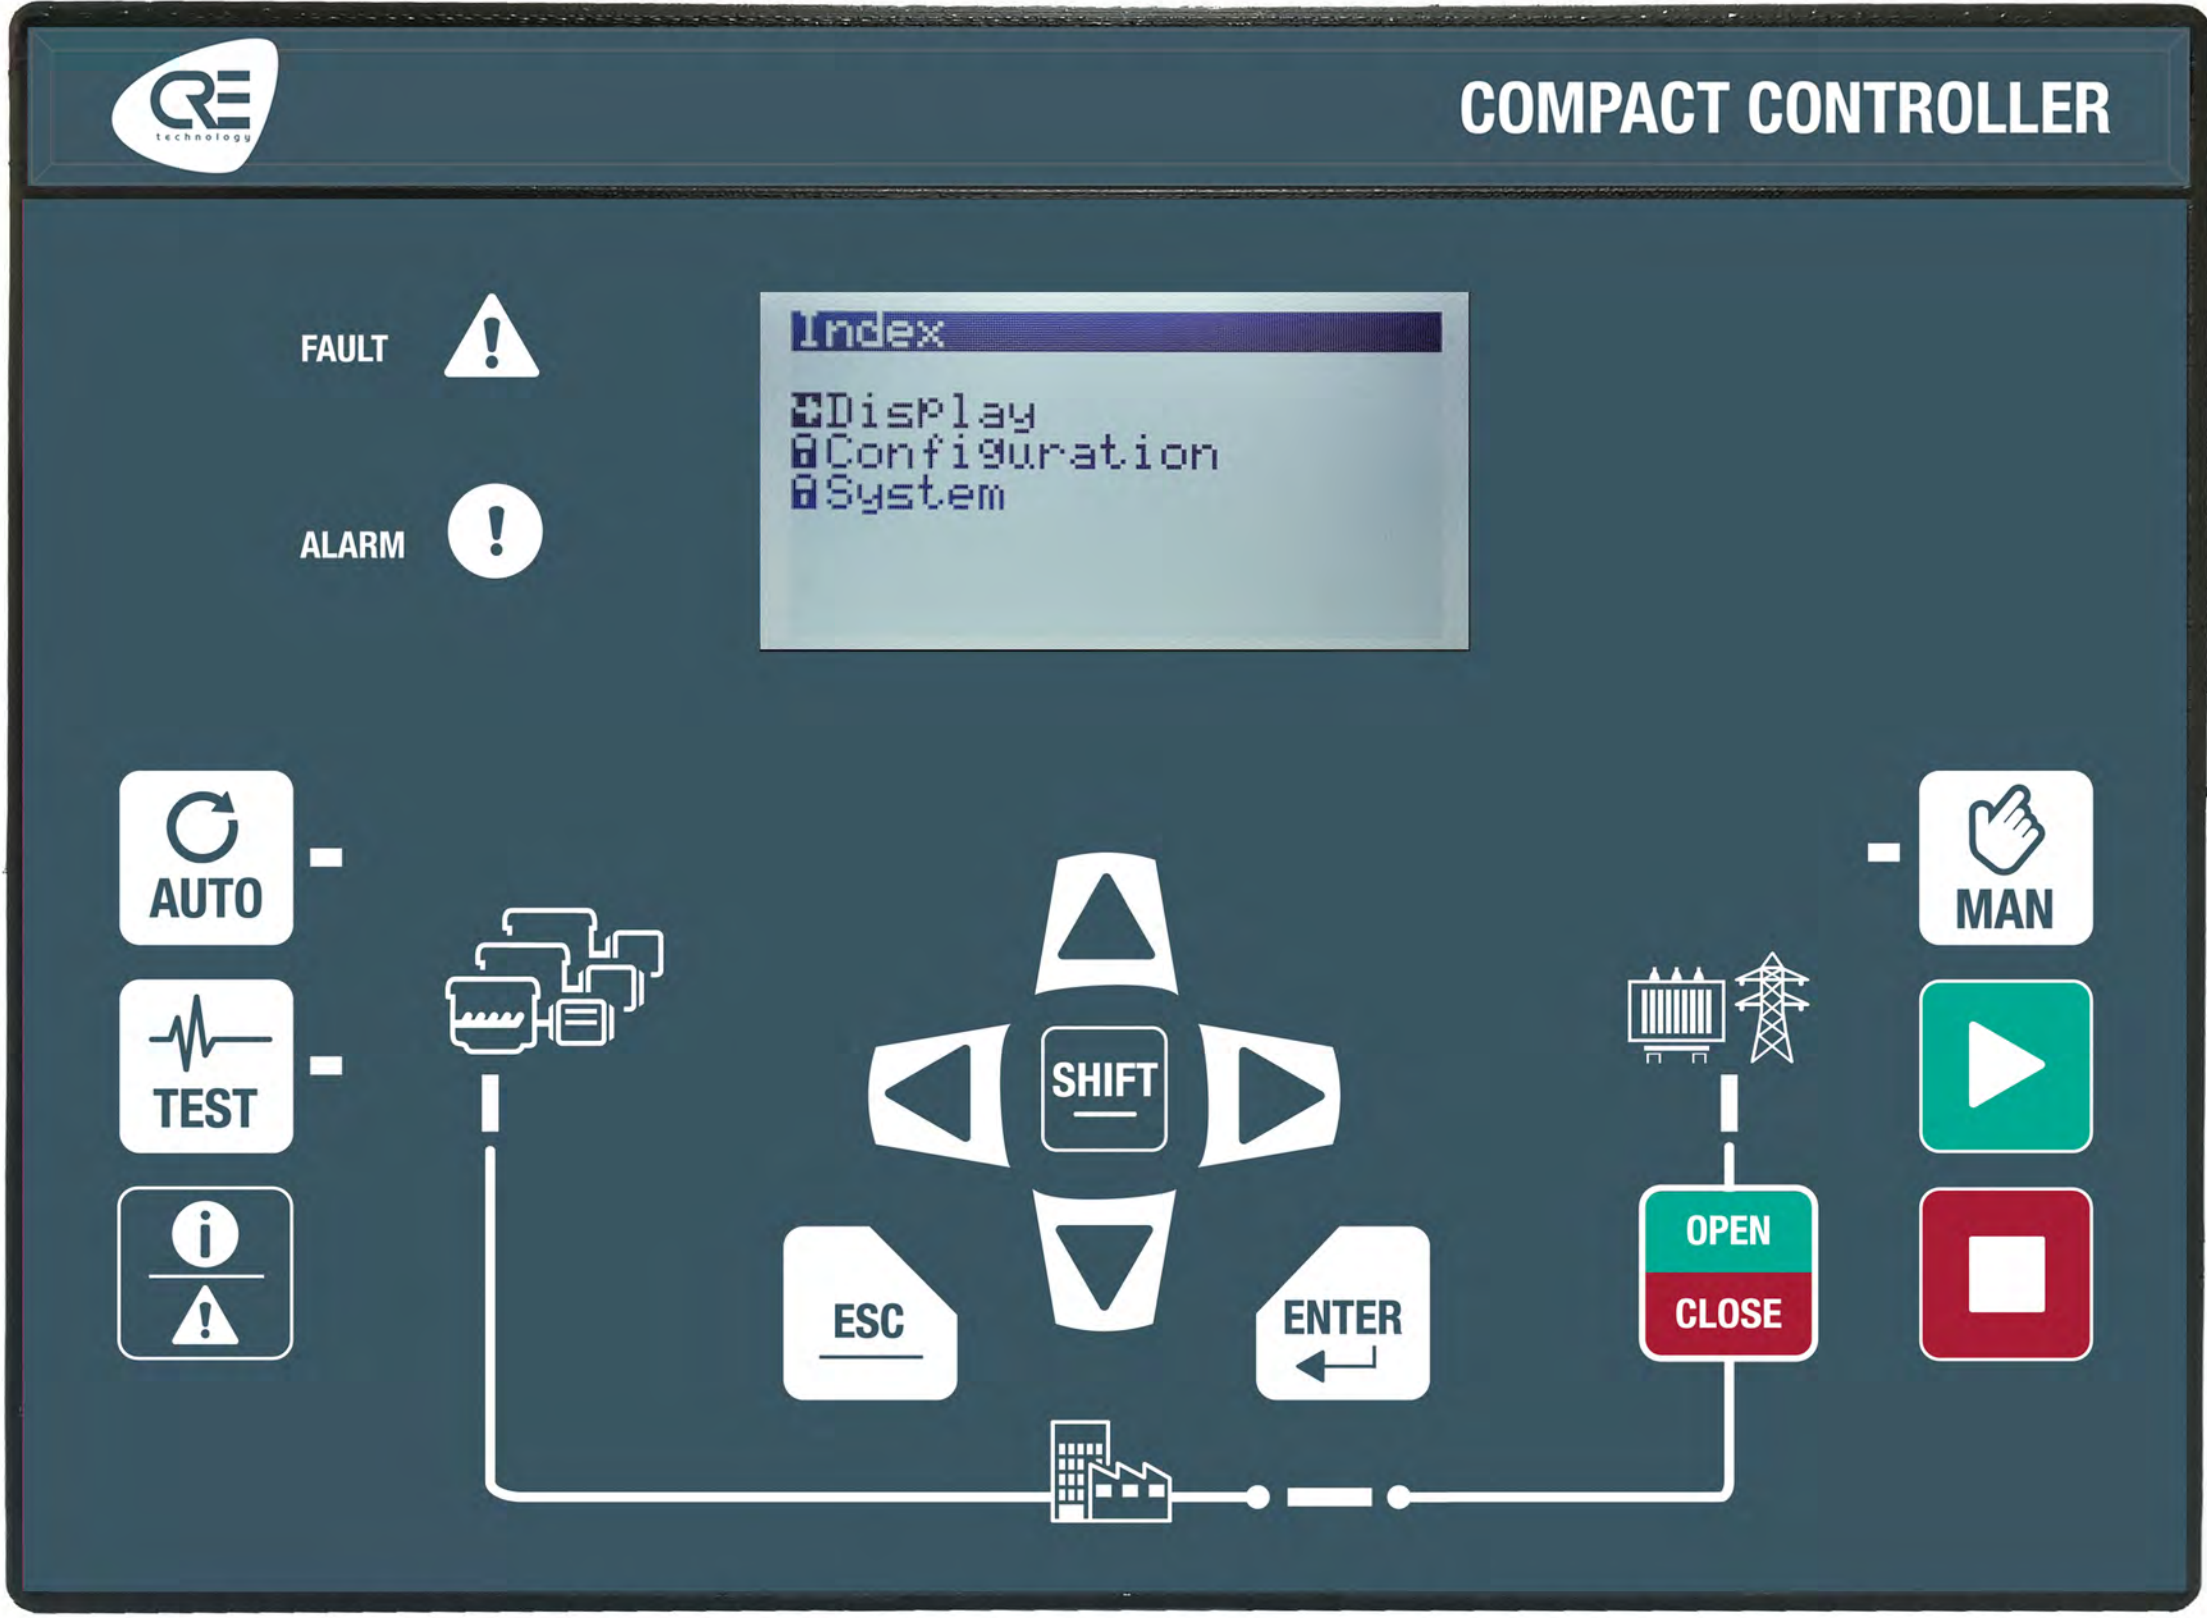 CRE
technology
COMPACT CONTROLLER
FAULT
ALARM
Index
Display
Configuration
System
AUTO
MAN
TEST
SHIFT
OPEN
CLOSE
ESC
ENTER